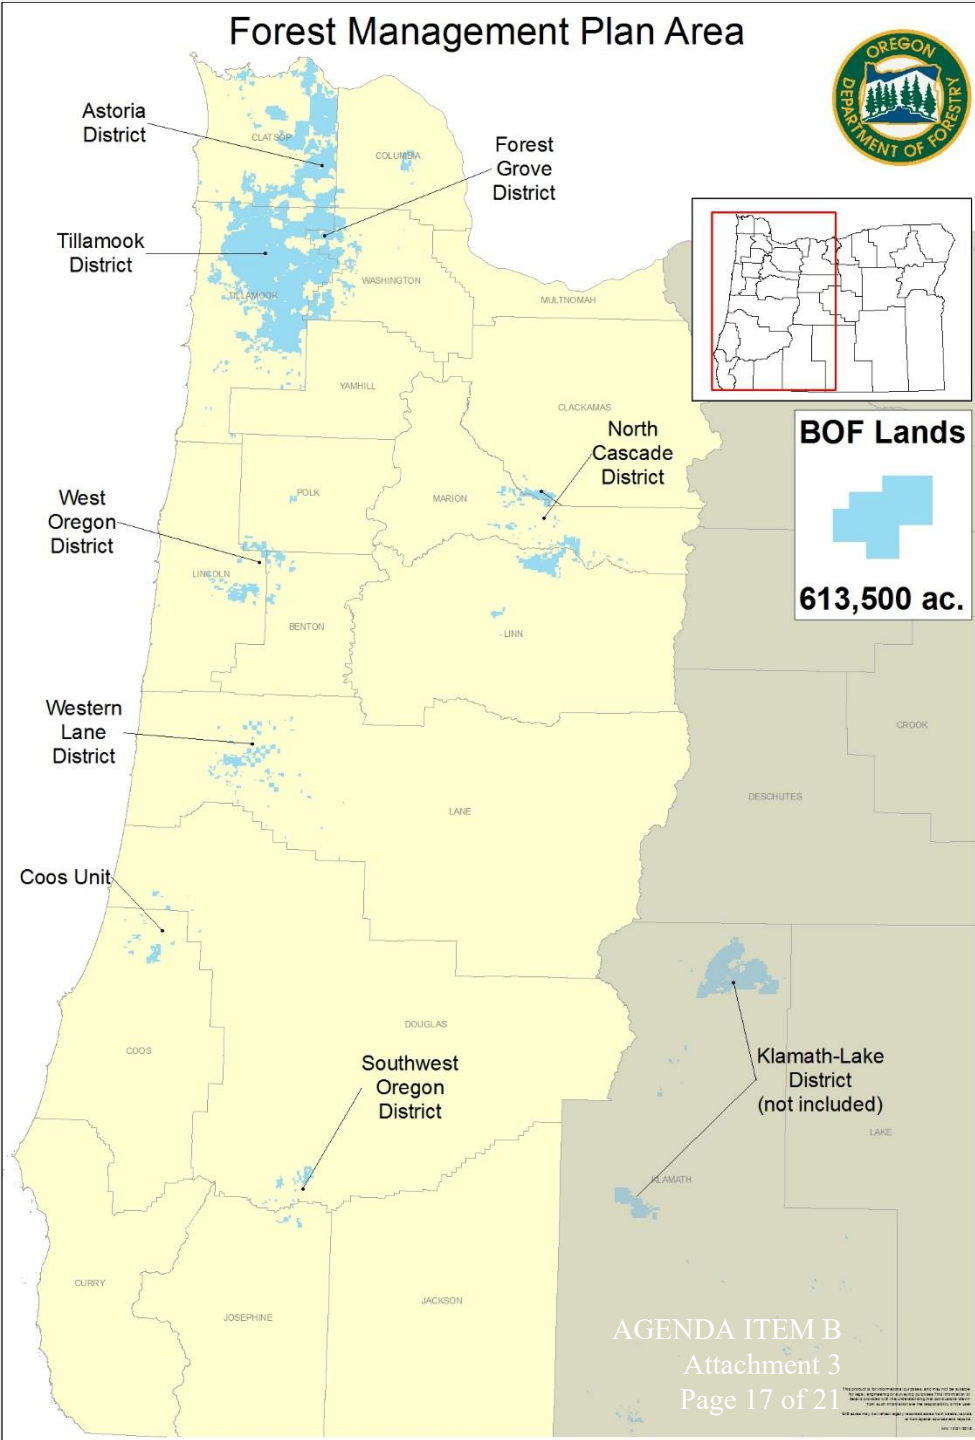 Forest Management Plan Area
OREGON
DEPARTMENT OF FORESTRY
Astoria
District
CLATSOP
COLUMBIA
Forest
Grove
District
Tillamook
District
TILLAMOOK
WASHINGTON
MULTNOMAH
YAMHILL
CLACKAMAS
BOF Lands
613,500 ac.
North
Cascade
District
MARION
POLK
West
Oregon
District
LINCOLN
BENTON
LINN
Western
Lane
District
LANE
CROOK
DESCHUTES
Coos Unit
DOUGLAS
COOS
Southwest
Oregon
District
Klamath-Lake
District
(not included)
LAKE
KLAMATH
CURRY
JOSEPHINE
JACKSON
AGENDA ITEM B
Attachment 3
Page 17 of 21